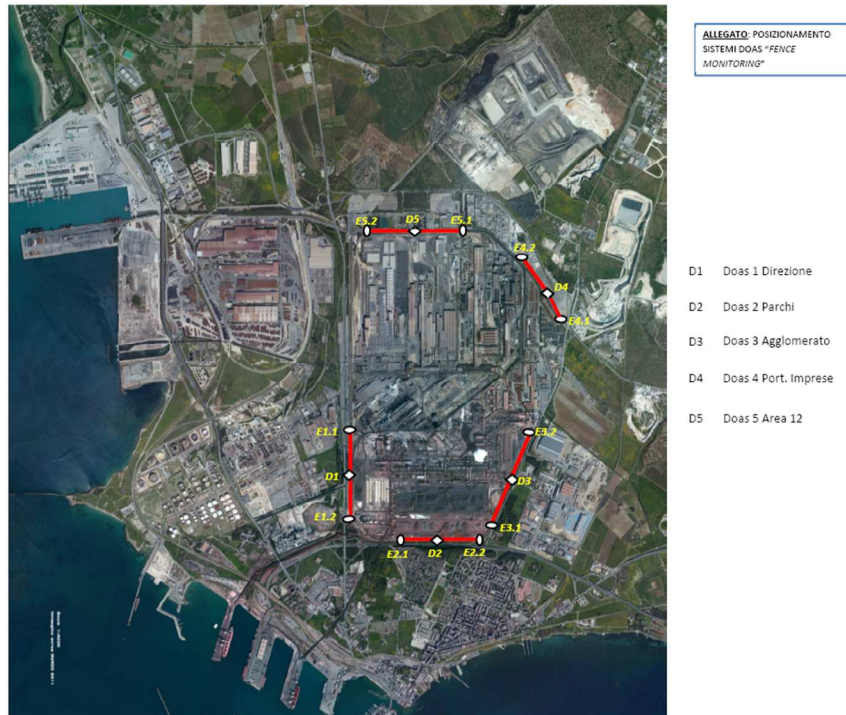 ALLEGATO: POSIZIONAMENTO
SISTEMI DOAS "FENCE
MONITORING"
E5.2
D5
E5.1
E4.2
D4
E4.1
E1.1
E3.2
D1
D3
E1.2
E3.1
E2.1
D2
E2.2
D1 Doas 1 Direzione
D2 Doas 2 Parchi
D3 Doas 3 Agglomerato
D4 Doas 4 Port. Imprese
D5 Doas 5 Area 12